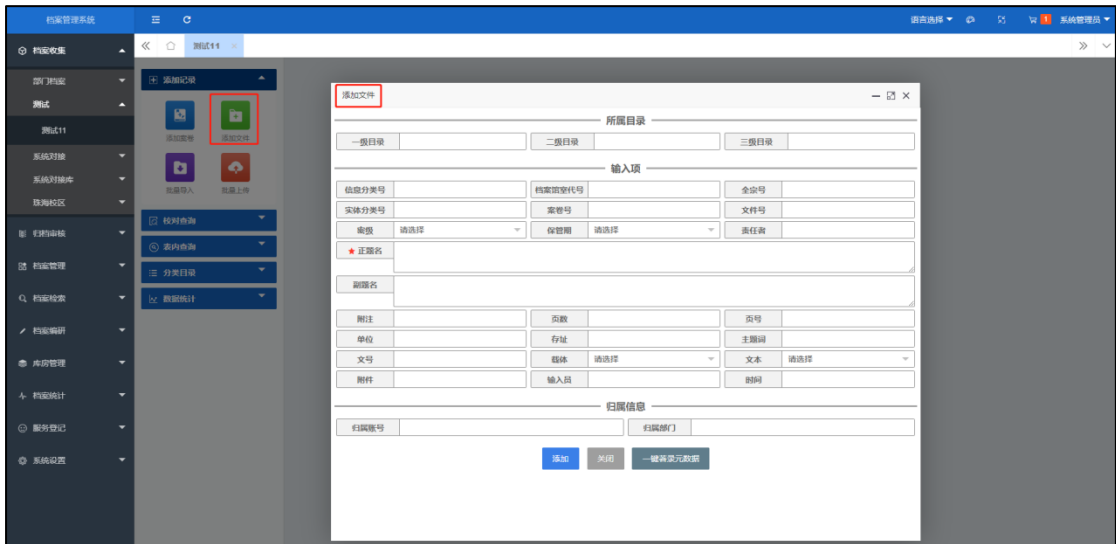 档案管理系统
语言选择
1
系统管理员
档案收集
测试11
部门档案
测试
测试11
系统对接
系统对接库
珠海校区
归档审核
档案管理
档案检索
档案编研
库房管理
档案统计
服务登记
系统设置
添加记录
添加案卷 添加文件
批量导入 批量上传
校对查询
表内查询
分类目录
数据统计
添加文件
所属目录
一级目录 二级目录 三级目录
输入项
信息分类号 档案馆室代号 全宗号
实体分类号 案卷号 文件号
密级 请选择 保管期 请选择 责任者
★ 正题名
副题名
附注 页数 页号
单位 存址 主题词
文号 载体 请选择 文本 请选择
附件 输入员 时间
归属信息
归属账号 归属部门
添加 关闭 一键著录元数据